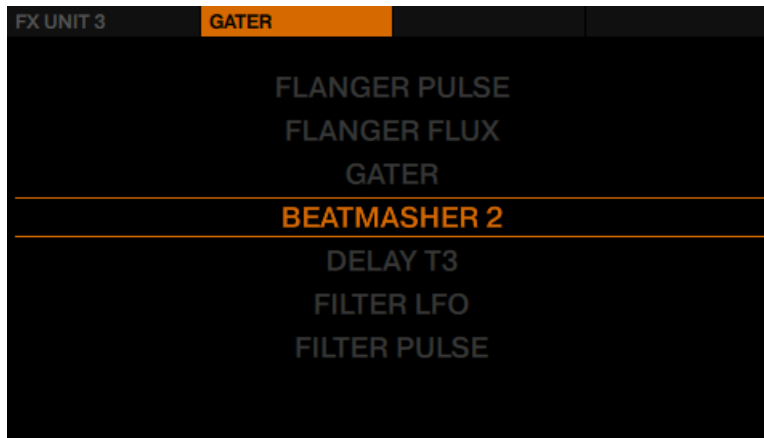 FX UNIT 3 GATER
FLANGER PULSE
FLANGER FLUX
GATER
BEATMASHER 2
DELAY T3
FILTER LFO
FILTER PULSE